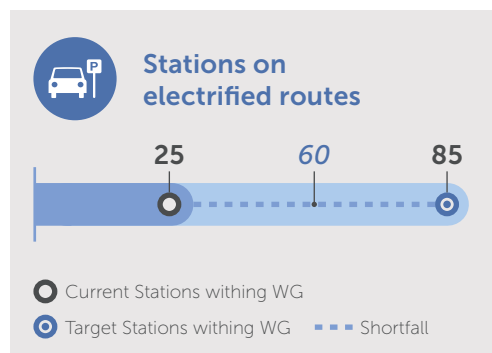 P
Stations on
electrified routes
25 60 85
Current Stations withing WG
Target Stations withing WG Shortfall